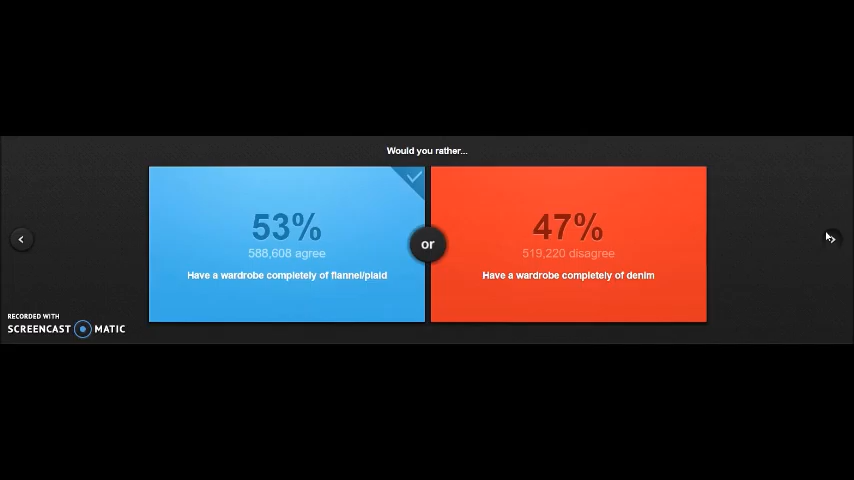 Would you rather...
53%
588,608 agree
Have a wardrobe completely of flannel/plaid
or
47%
519,220 disagree
Have a wardrobe completely of denim
RECORDED WITH
SCREENCAST MATIC